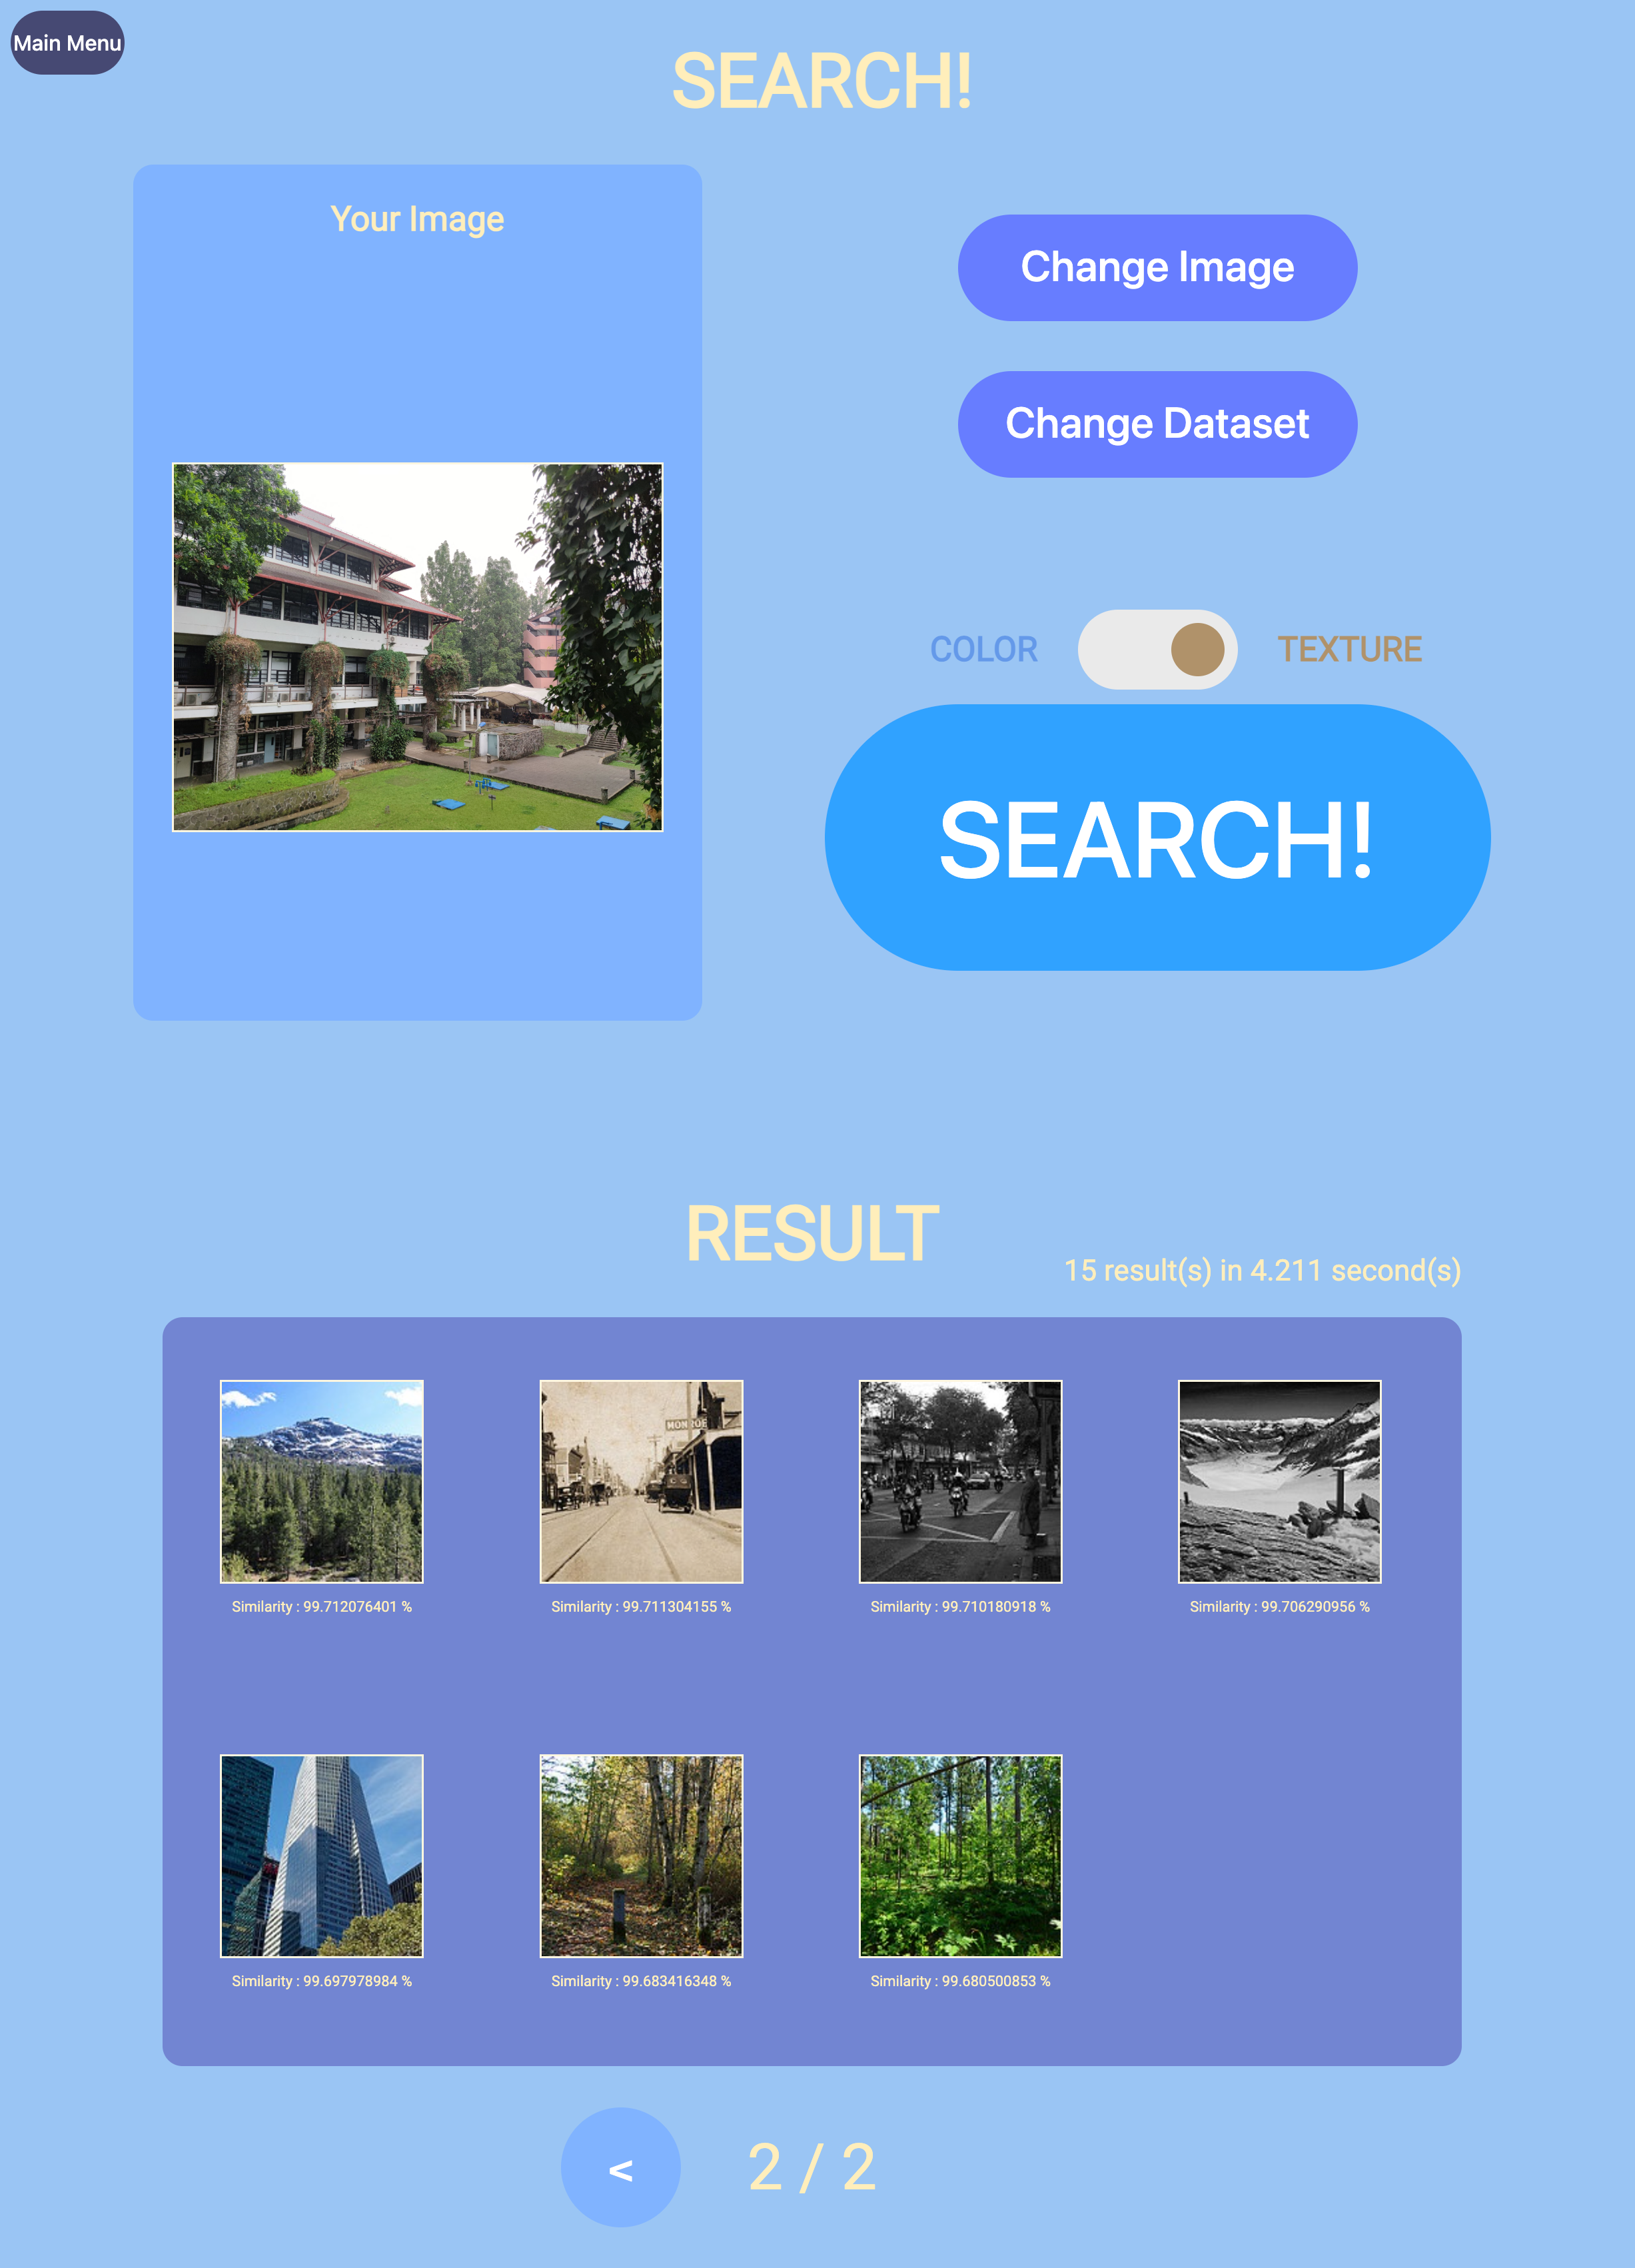 Main Menu
SEARCH!
Your Image
Change Image
Change Dataset
COLOR
TEXTURE
SEARCH!
RESULT
15 result(s) in 4.211 second(s)
MONROE
Similarity : 99.712076401 %
Similarity : 99.711304155 %
Similarity : 99.710180918 %
Similarity : 99.706290956 %
Similarity : 99.697978984 %
Similarity : 99.683416348 %
Similarity : 99.680500853 %
<
2 / 2